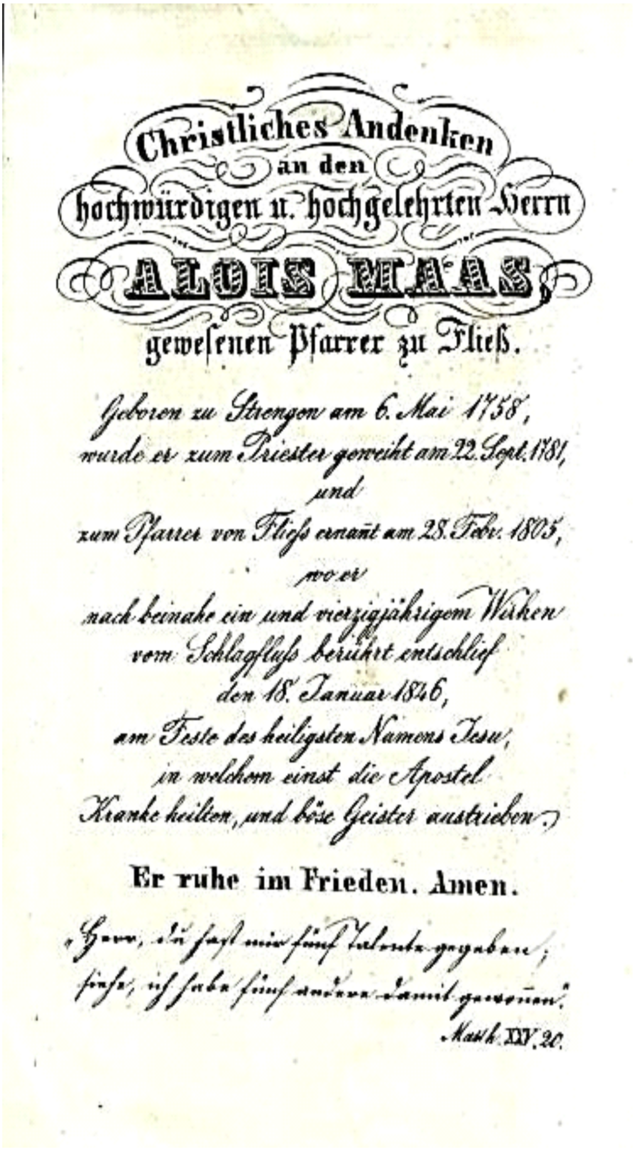 Christliches Andenken
an den
hochwürdigen u. hochgelehrten Herrn
ALOIS MAAS,
gewesenen Pfarrer zu Fließ.
Geboren zu Strengen am 6. Mai 1758,
wurde er zum Priester geweiht am 22. Sept. 1781,
und
zum Pfarrer von Fliess ernan̄t am 28. Febr. 1805,
wo er
nach beinahe ein und vierzigjährigem Wirken
vom Schlagfluss berührt entschlief
den 18. Januar 1846,
am Feste des heiligsten Namens Jesu,
in welchem einst die Apostel
Kranke heilten, und böse Geister austrieben.
Er ruhe im Frieden. Amen.
„Herr, du hast mir fünf Talente gegeben;
siehe, ich habe fünf andere damit gewon̄en“.
Matth. XXV. 20.